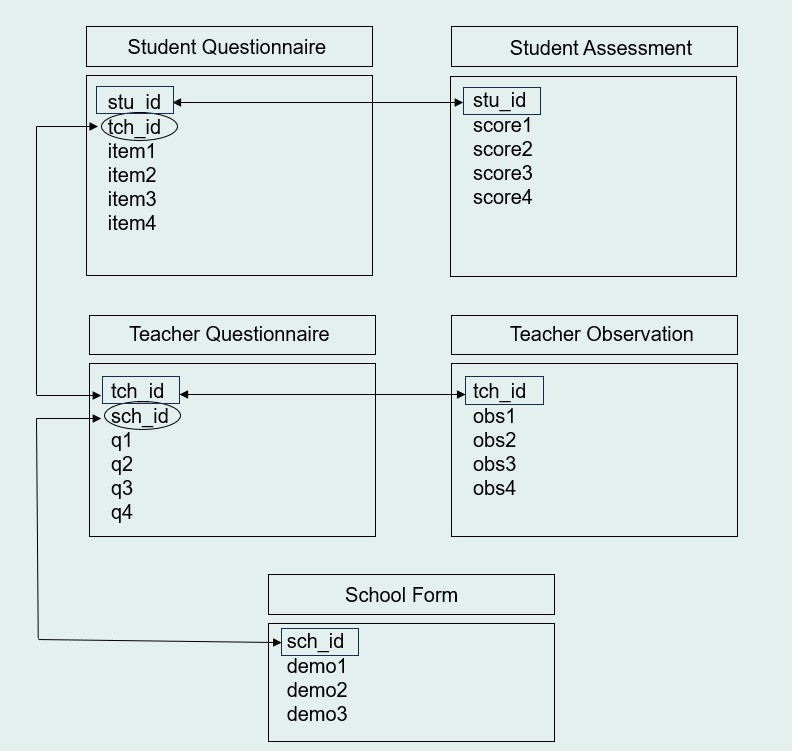 Student Questionnaire
stu_id
tch_id
item1
item2
item3
item4
Student Assessment
stu_id
score1
score2
score3
score4
Teacher Questionnaire
tch_id
sch_id
q1
q2
q3
q4
Teacher Observation
tch_id
obs1
obs2
obs3
obs4
School Form
sch_id
demo1
demo2
demo3